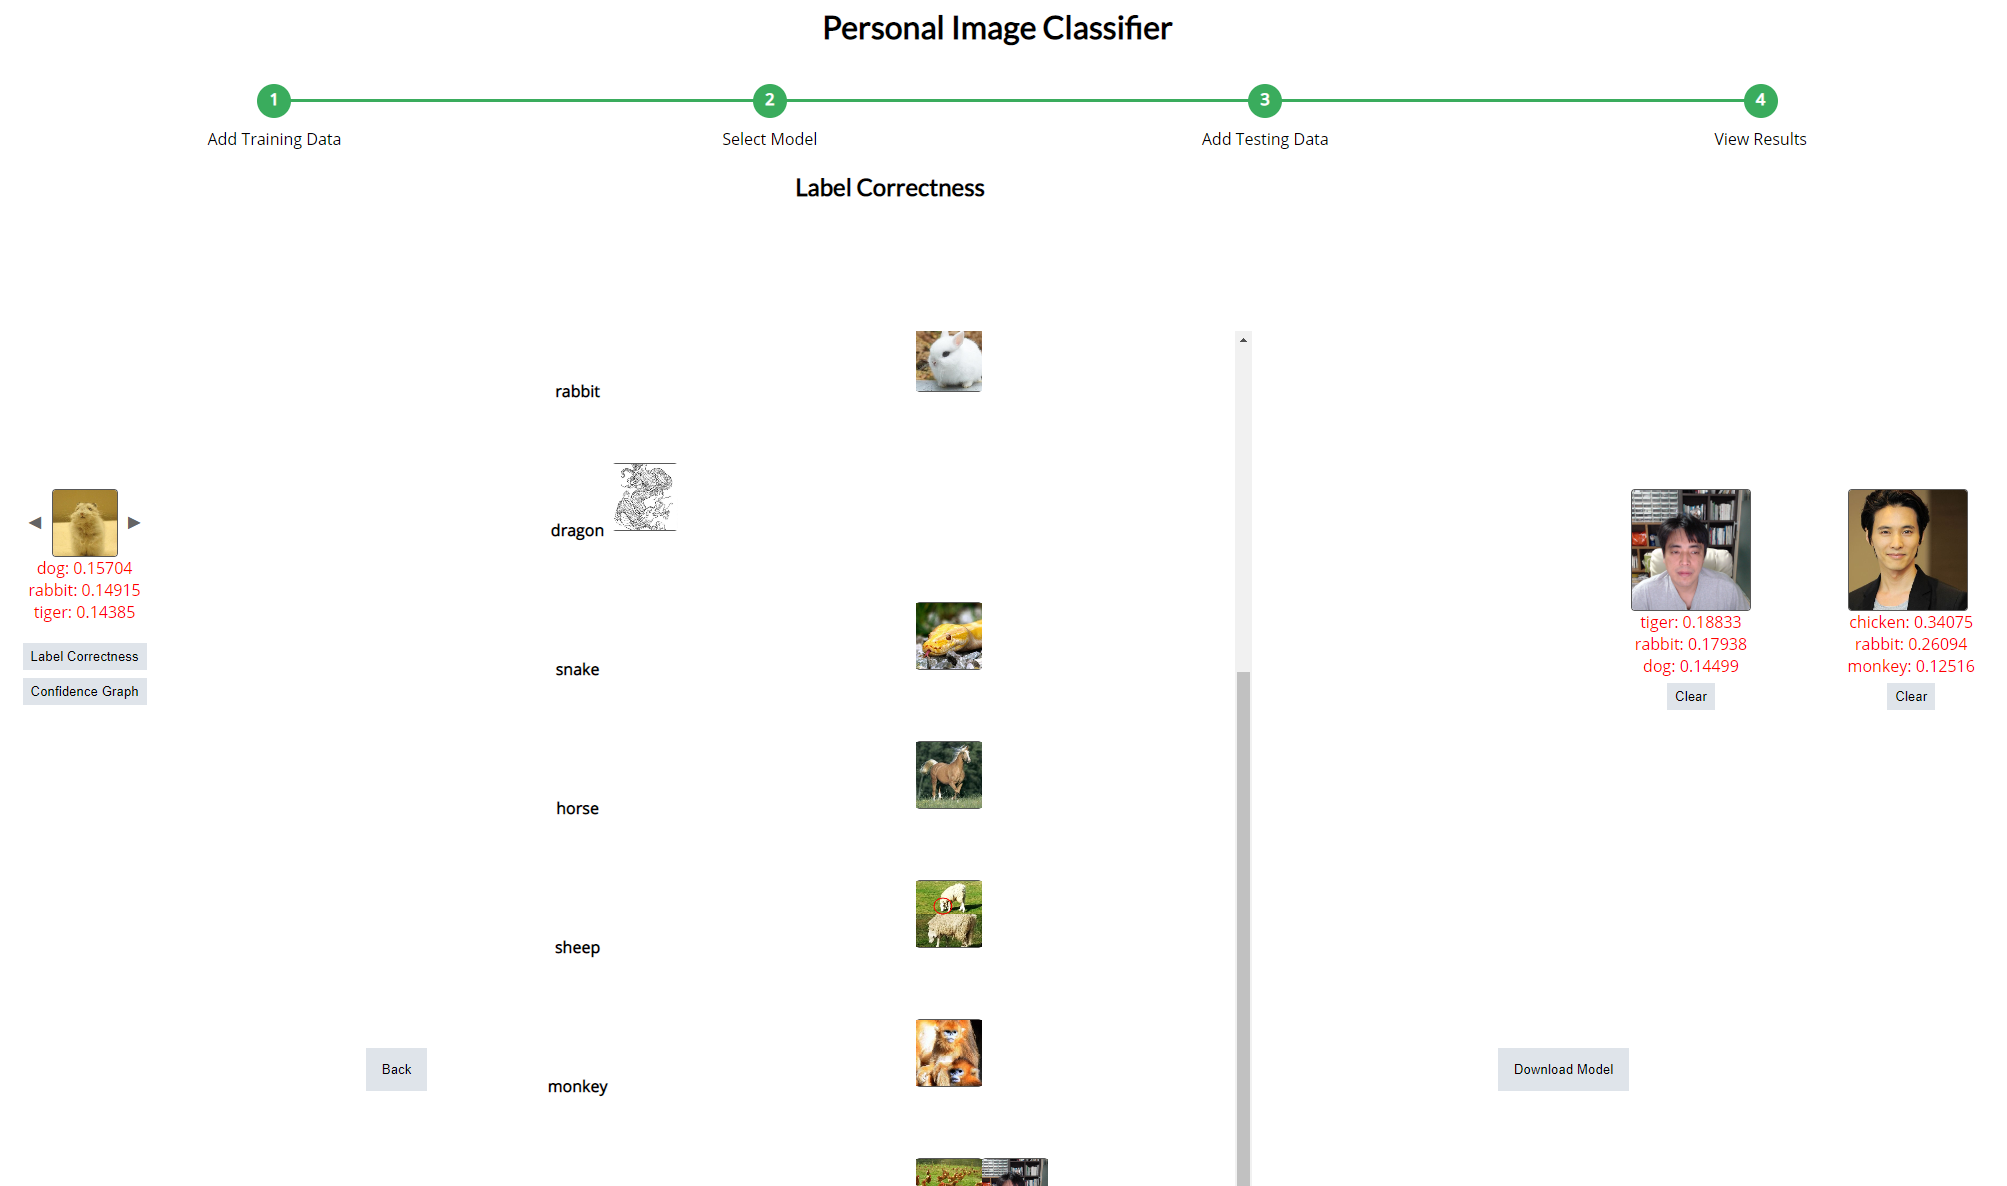 Personal Image Classifier
1
2
3
4
Add Training Data
Select Model
Add Testing Data
View Results
Label Correctness
rabbit
dragon
snake
horse
sheep
monkey
dog: 0.15704
rabbit: 0.14915
tiger: 0.14385
Label Correctness
Confidence Graph
tiger: 0.18833
rabbit: 0.17938
dog: 0.14499
Clear
chicken: 0.34075
rabbit: 0.26094
monkey: 0.12516
Clear
Back
Download Model